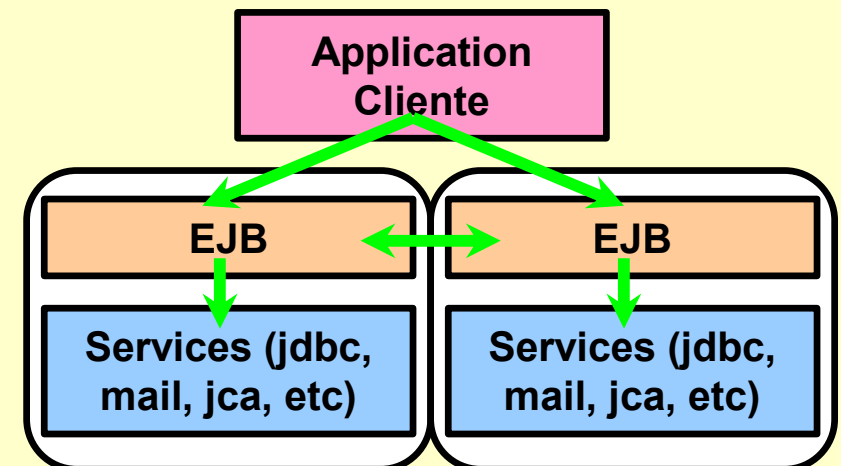 Application
Cliente
EJB
EJB
Services (jdbc,
mail, jca, etc)
Services (jdbc,
mail, jca, etc)